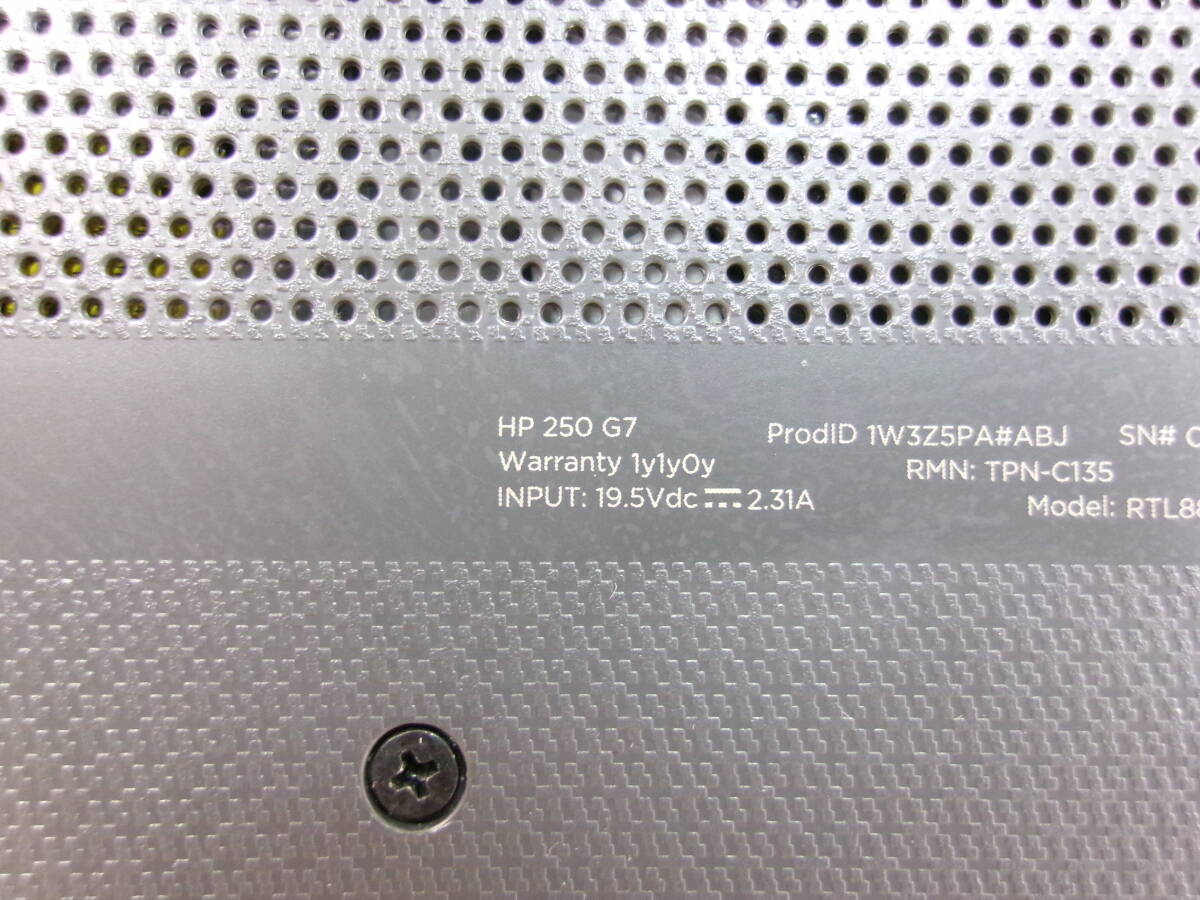 HP 250 G7 ProdID 1W3Z5PA#ABJ SN#
Warranty 1y1y0y RMN: TPN-C135
INPUT: 19.5Vdc ⎓ 2.31A Model: